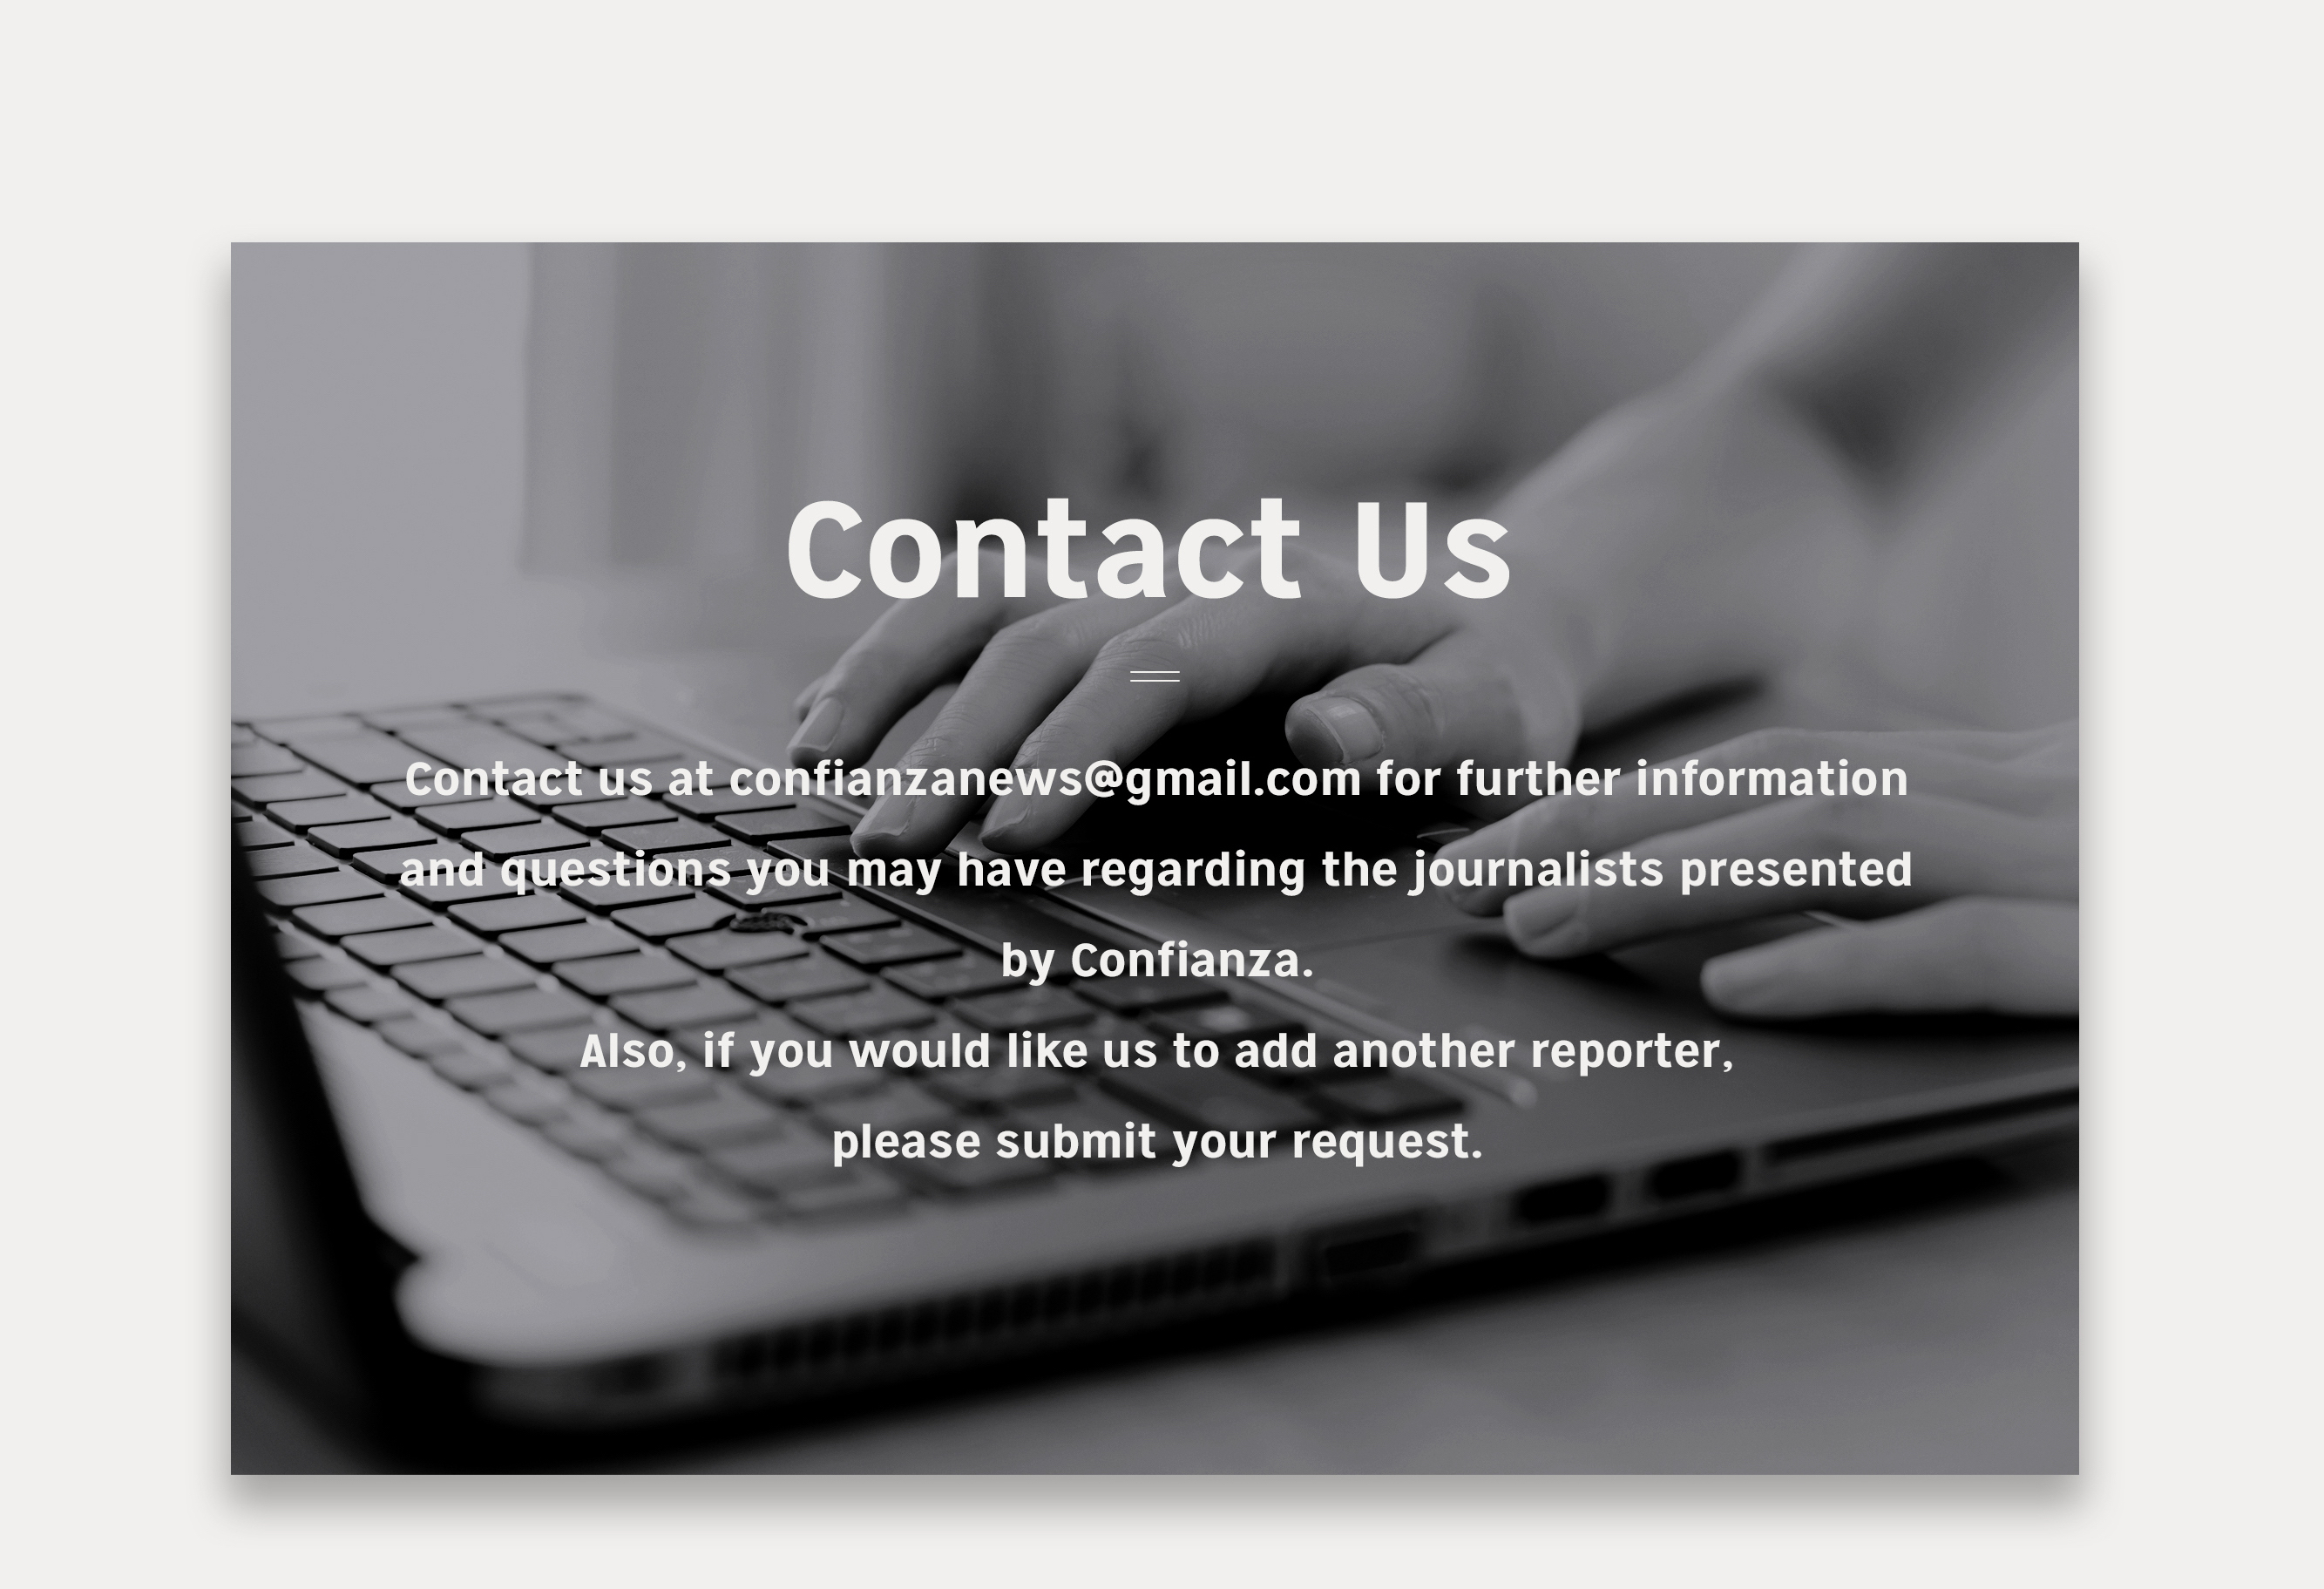 Contact Us
Contact us at confianzanews@gmail.com for further information
and questions you may have regarding the journalists presented
by Confianza.
Also, if you would like us to add another reporter,
please submit your request.